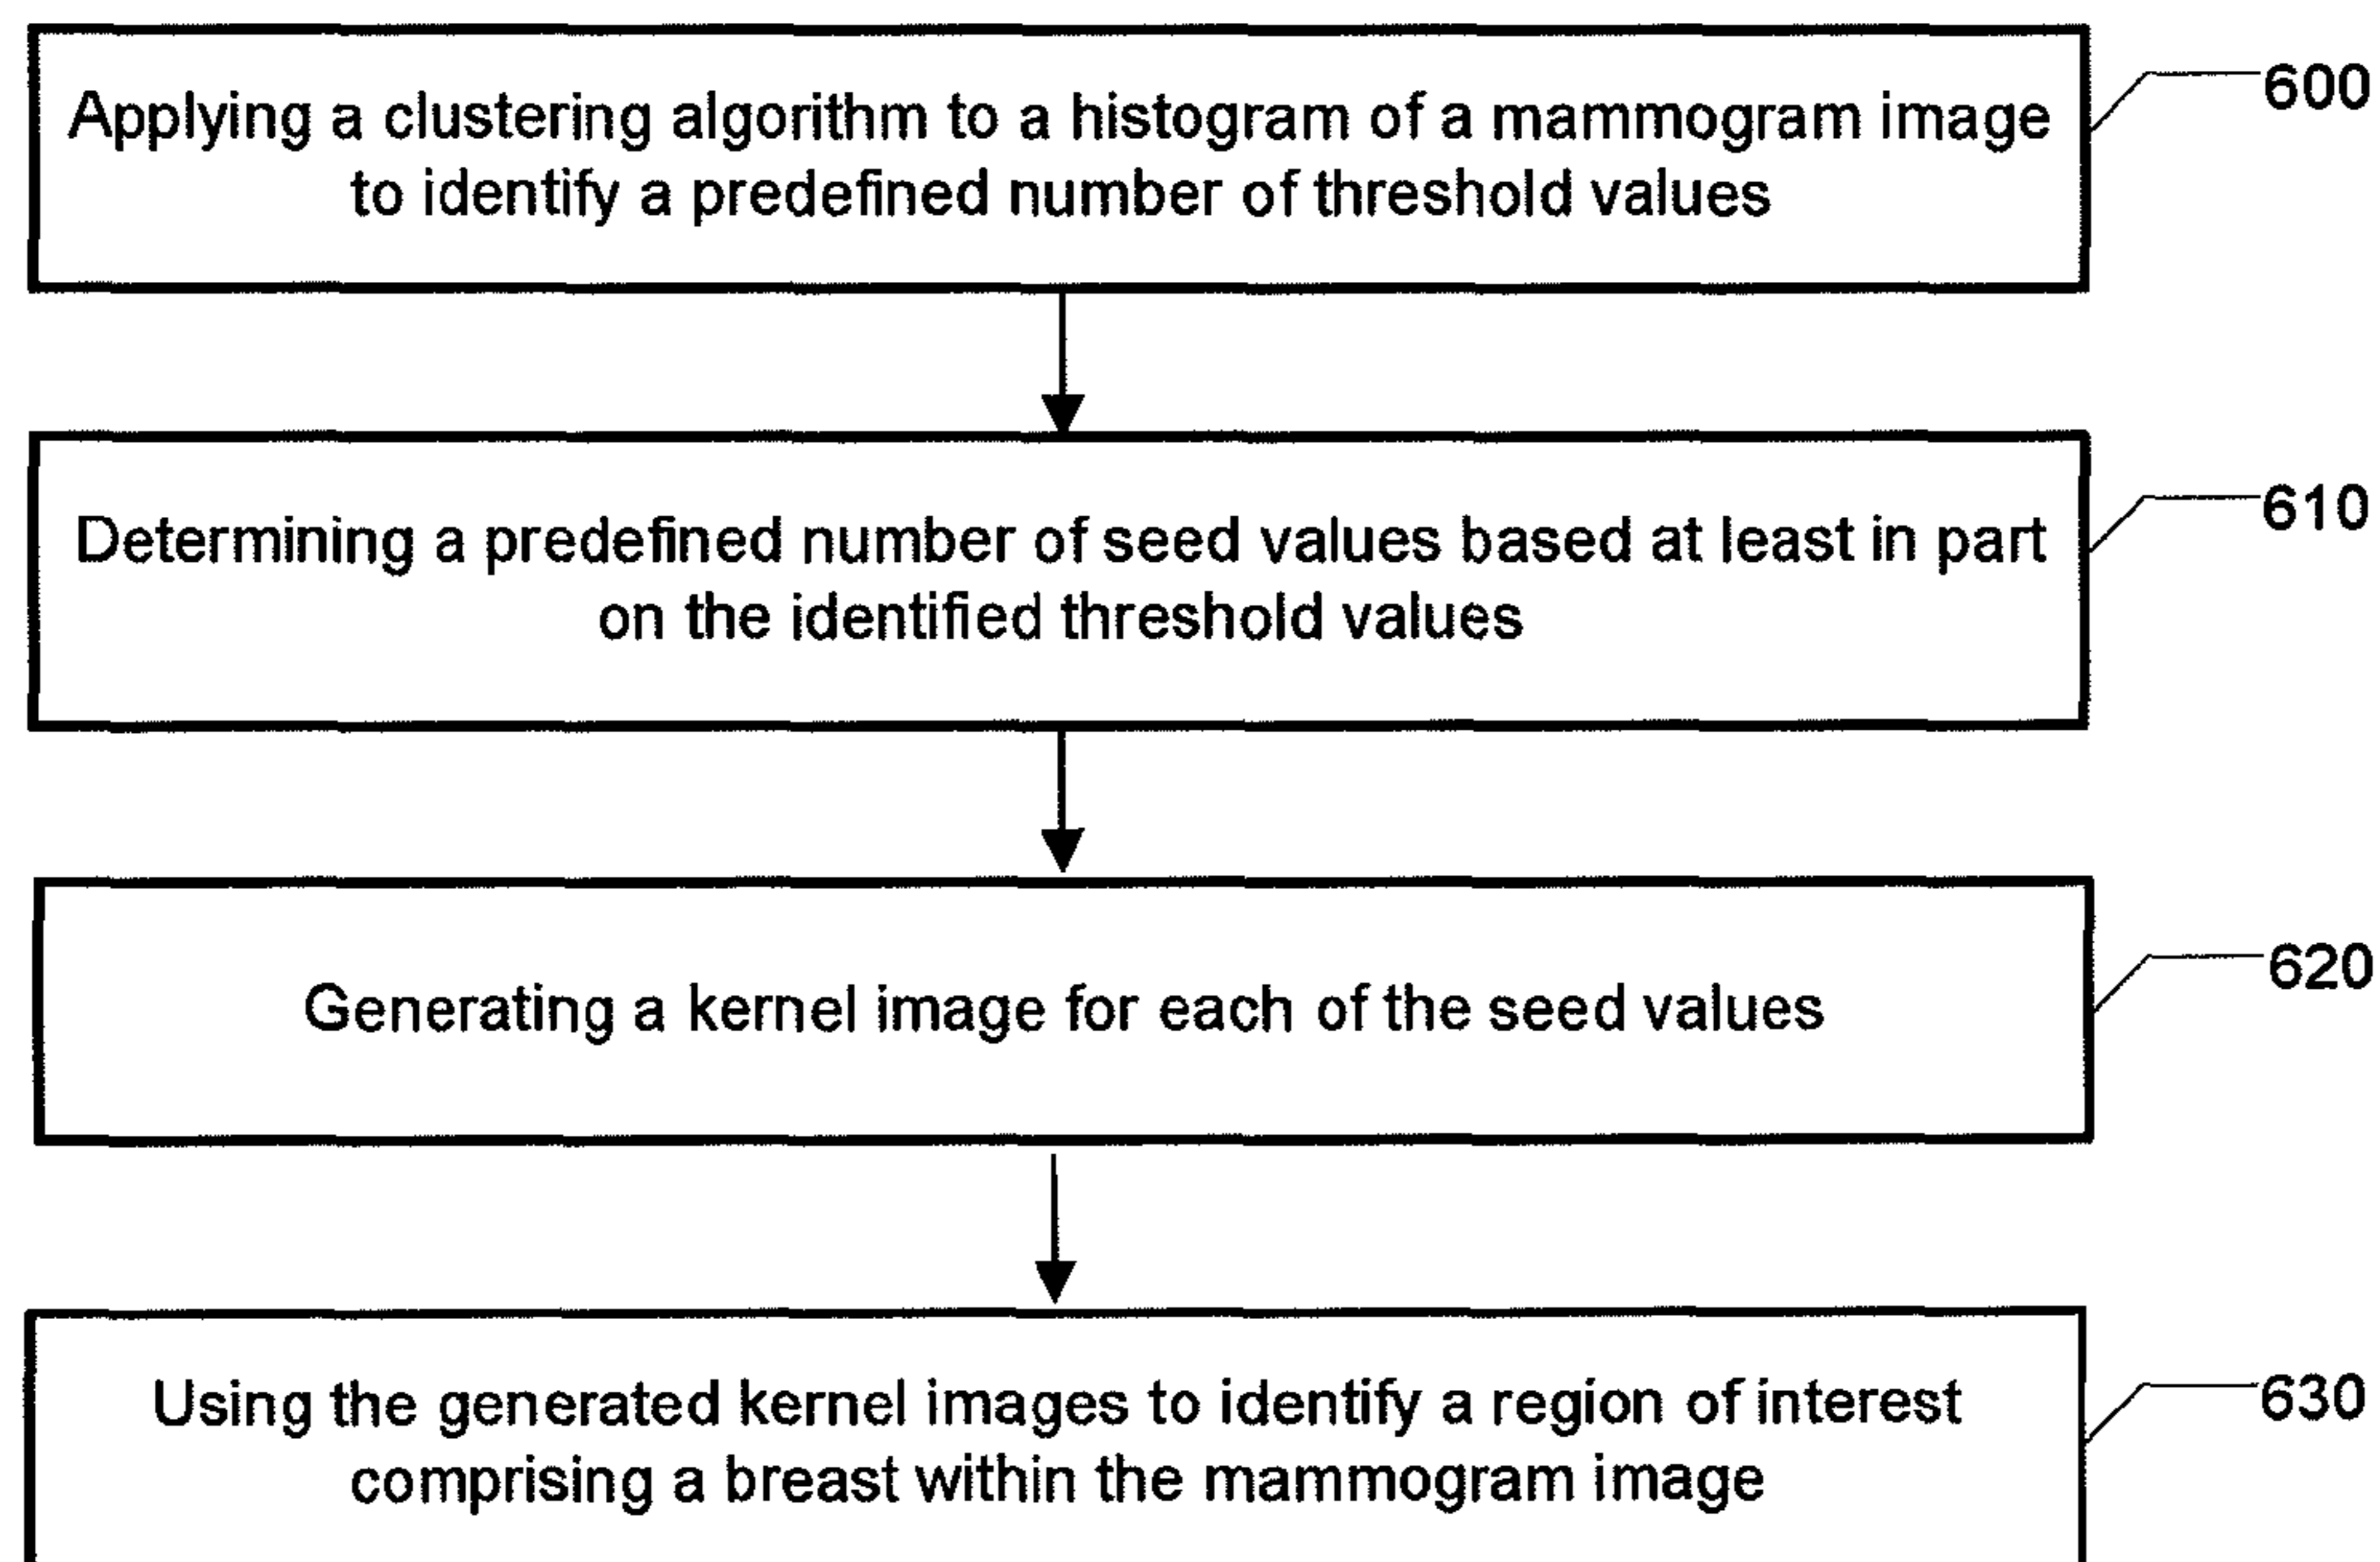 Applying a clustering algorithm to a histogram of a mammogram image
to identify a predefined number of threshold values
600
Determining a predefined number of seed values based at least in part
on the identified threshold values
610
Generating a kernel image for each of the seed values
620
Using the generated kernel images to identify a region of interest
comprising a breast within the mammogram image
630